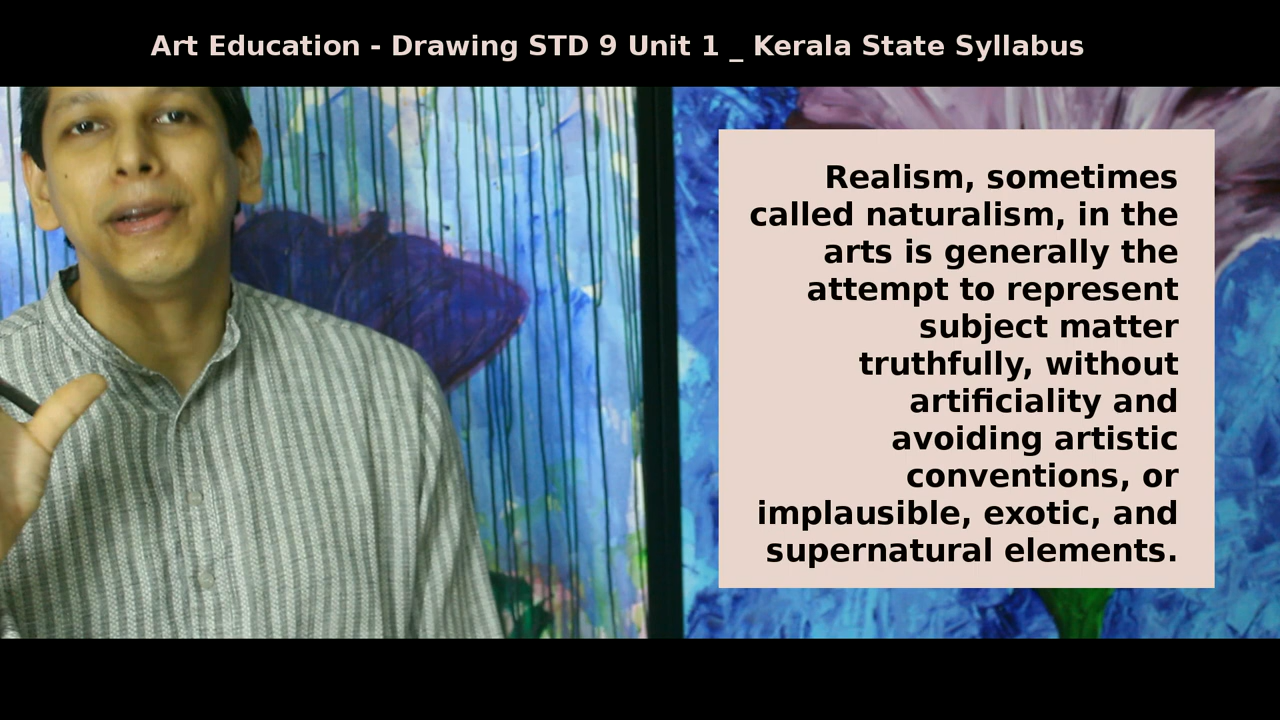 Art Education - Drawing STD 9 Unit 1 _ Kerala State Syllabus
Realism, sometimes
called naturalism, in the
arts is generally the
attempt to represent
subject matter
truthfully, without
artificiality and
avoiding artistic
conventions, or
implausible, exotic, and
supernatural elements.